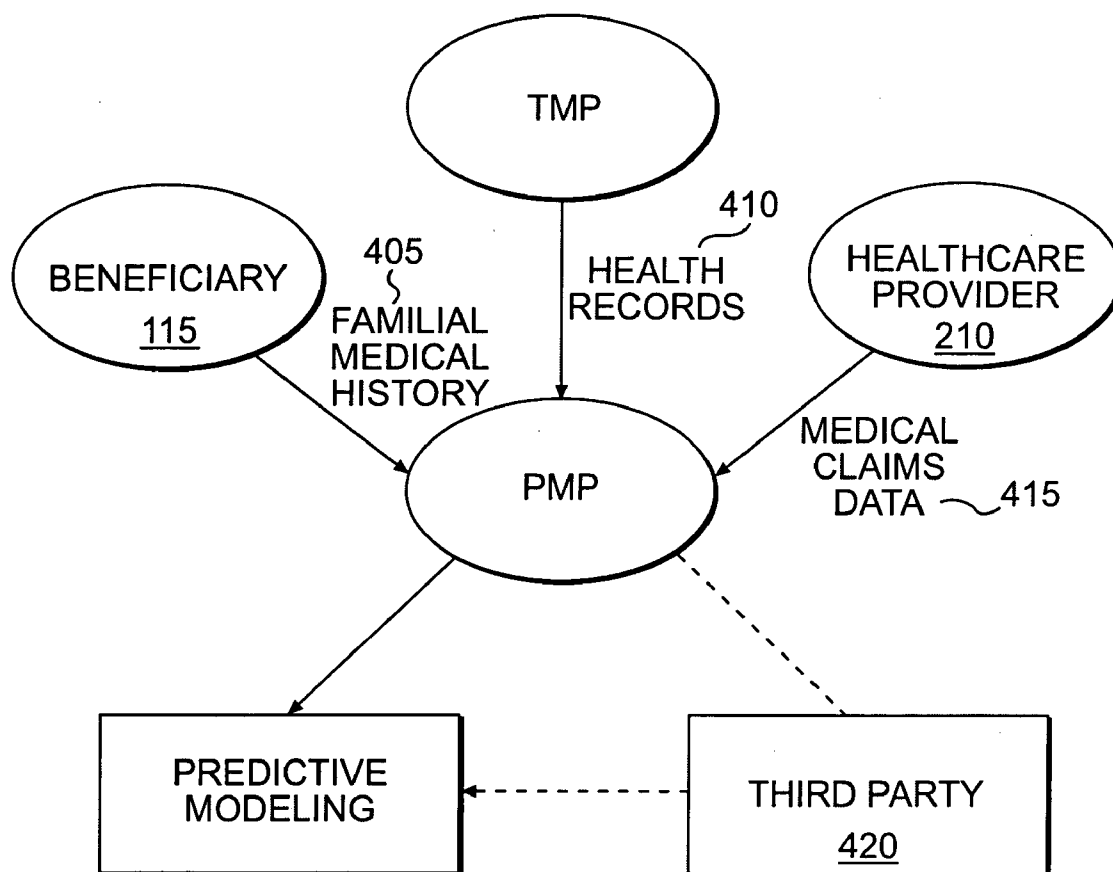 TMP
410
BENEFICIARY
115
405
FAMILIAL
MEDICAL
HISTORY
HEALTH
RECORDS
HEALTHCARE
PROVIDER
210
PMP
MEDICAL
CLAIMS
DATA
415
PREDICTIVE
MODELING
THIRD PARTY
420